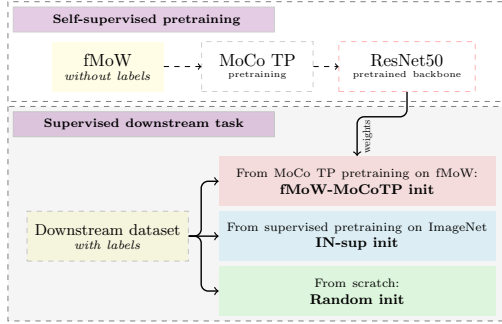 Self-supervised pretraining
fMoW
without labels
MoCo TP
pretraining
ResNet50
pretrained backbone
Supervised downstream task
weights
From MoCo TP pretraining on fMoW:
fMoW-MoCoTP init
Downstream dataset
with labels
From supervised pretraining on ImageNet
IN-sup init
From scratch:
Random init